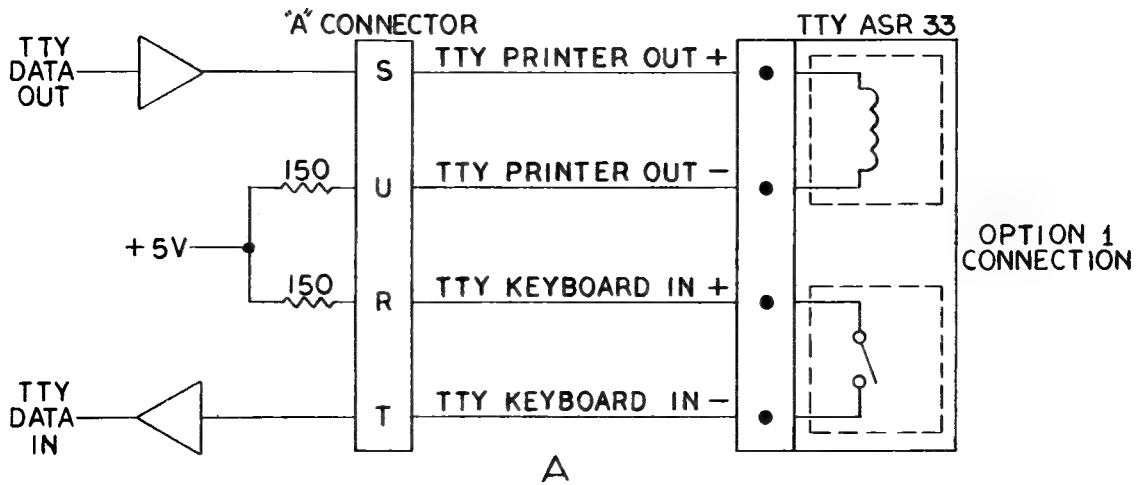 "A" CONNECTOR
TTY ASR 33
TTY
DATA
OUT
S
TTY PRINTER OUT +
150
U
TTY PRINTER OUT −
+5V
OPTION 1
CONNECTION
150
R
TTY KEYBOARD IN +
TTY
DATA
IN
T
TTY KEYBOARD IN −
A